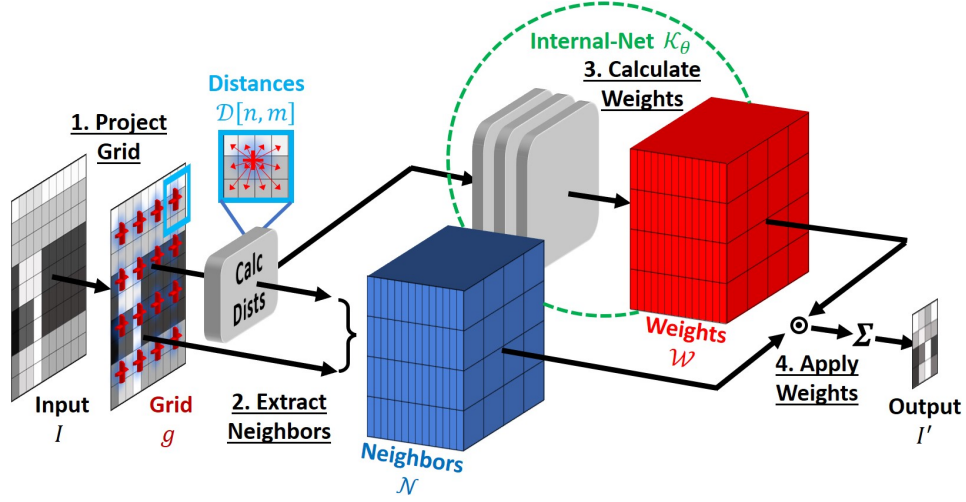 Internal-Net 𝒦_θ
3. Calculate
Weights
Distances
𝒟[n, m]
1. Project
Grid
Calc
Dists
Input
I
Grid
g
2. Extract
Neighbors
Neighbors
𝒩
Weights
𝒲
⊙
Σ
4. Apply
Weights
Output
I′